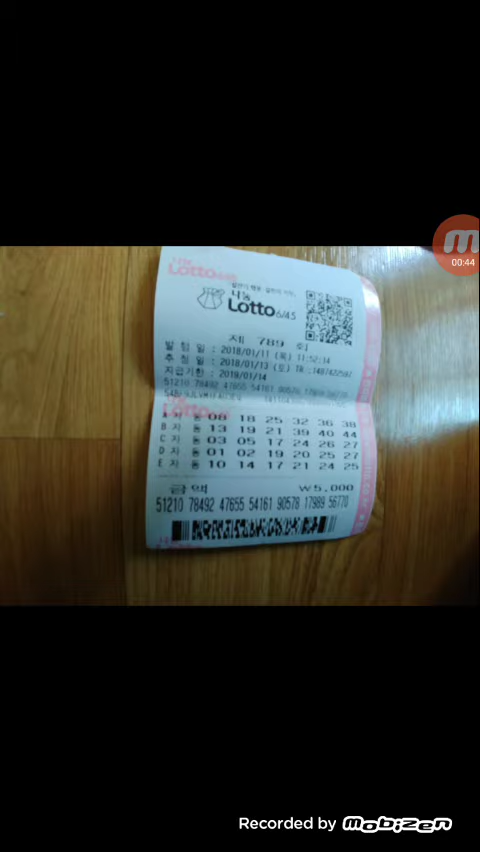 00:44
Lotto
나눔
Lotto 6/45
제 789 회
발 행 일 : 2018/01/11 (목) 11:52:14
추 첨 일 : 2018/01/13 (토)
지급기한 : 2019/01/14
51210 78492 47655 54161 90578 17989 56770
A 자 동 08 18 25 32 36 38
B 자 동 13 19 21 39 40 44
C 자 동 03 05 17 24 26 27
D 자 동 01 02 19 20 25 27
E 자 동 10 14 17 21 24 25
금 액 ₩5,000
51210 78492 47655 54161 90578 17989 56770
Recorded by Mobizen